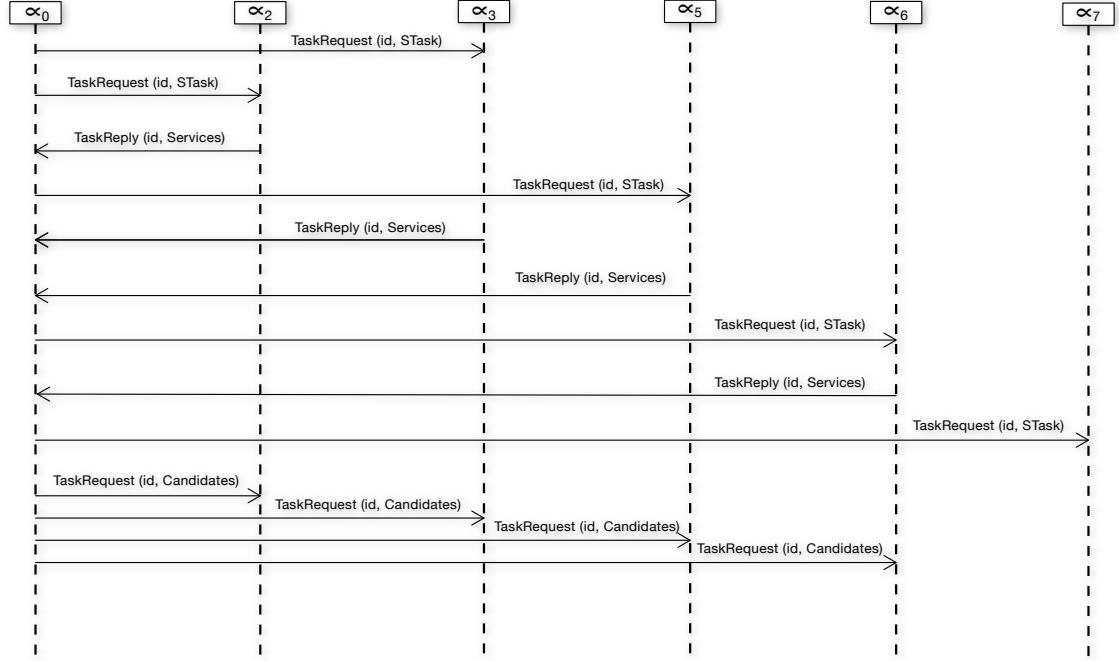 ∝0 ∝2 ∝3 ∝5 ∝6 ∝7
TaskRequest (id, STask)
TaskRequest (id, STask)
TaskReply (id, Services)
TaskRequest (id, STask)
TaskReply (id, Services)
TaskReply (id, Services)
TaskRequest (id, STask)
TaskReply (id, Services)
TaskRequest (id, STask)
TaskRequest (id, Candidates)
TaskRequest (id, Candidates)
TaskRequest (id, Candidates)
TaskRequest (id, Candidates)